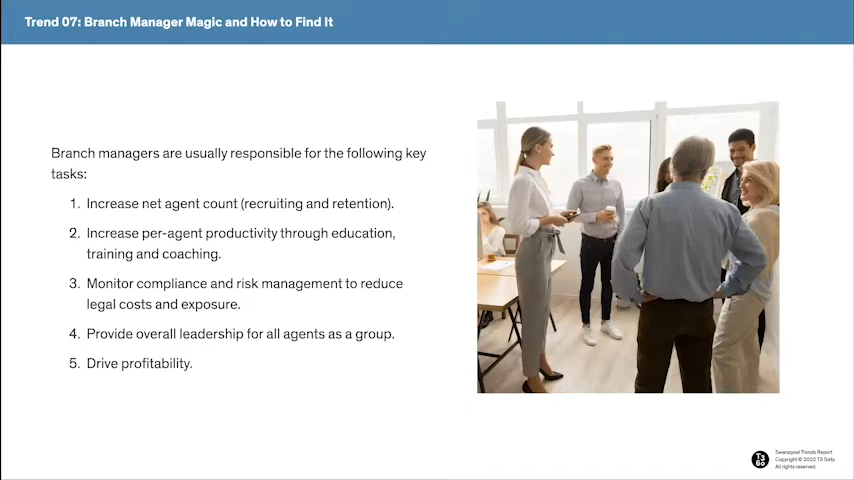 Trend 07: Branch Manager Magic and How to Find It
Branch managers are usually responsible for the following key
tasks:
1. Increase net agent count (recruiting and retention).
2. Increase per-agent productivity through education,
training and coaching.
3. Monitor compliance and risk management to reduce
legal costs and exposure.
4. Provide overall leadership for all agents as a group.
5. Drive profitability.
T3
60
Swanepoel Trends Report
Copyright © 2022 T3 Sixty.
All rights reserved.